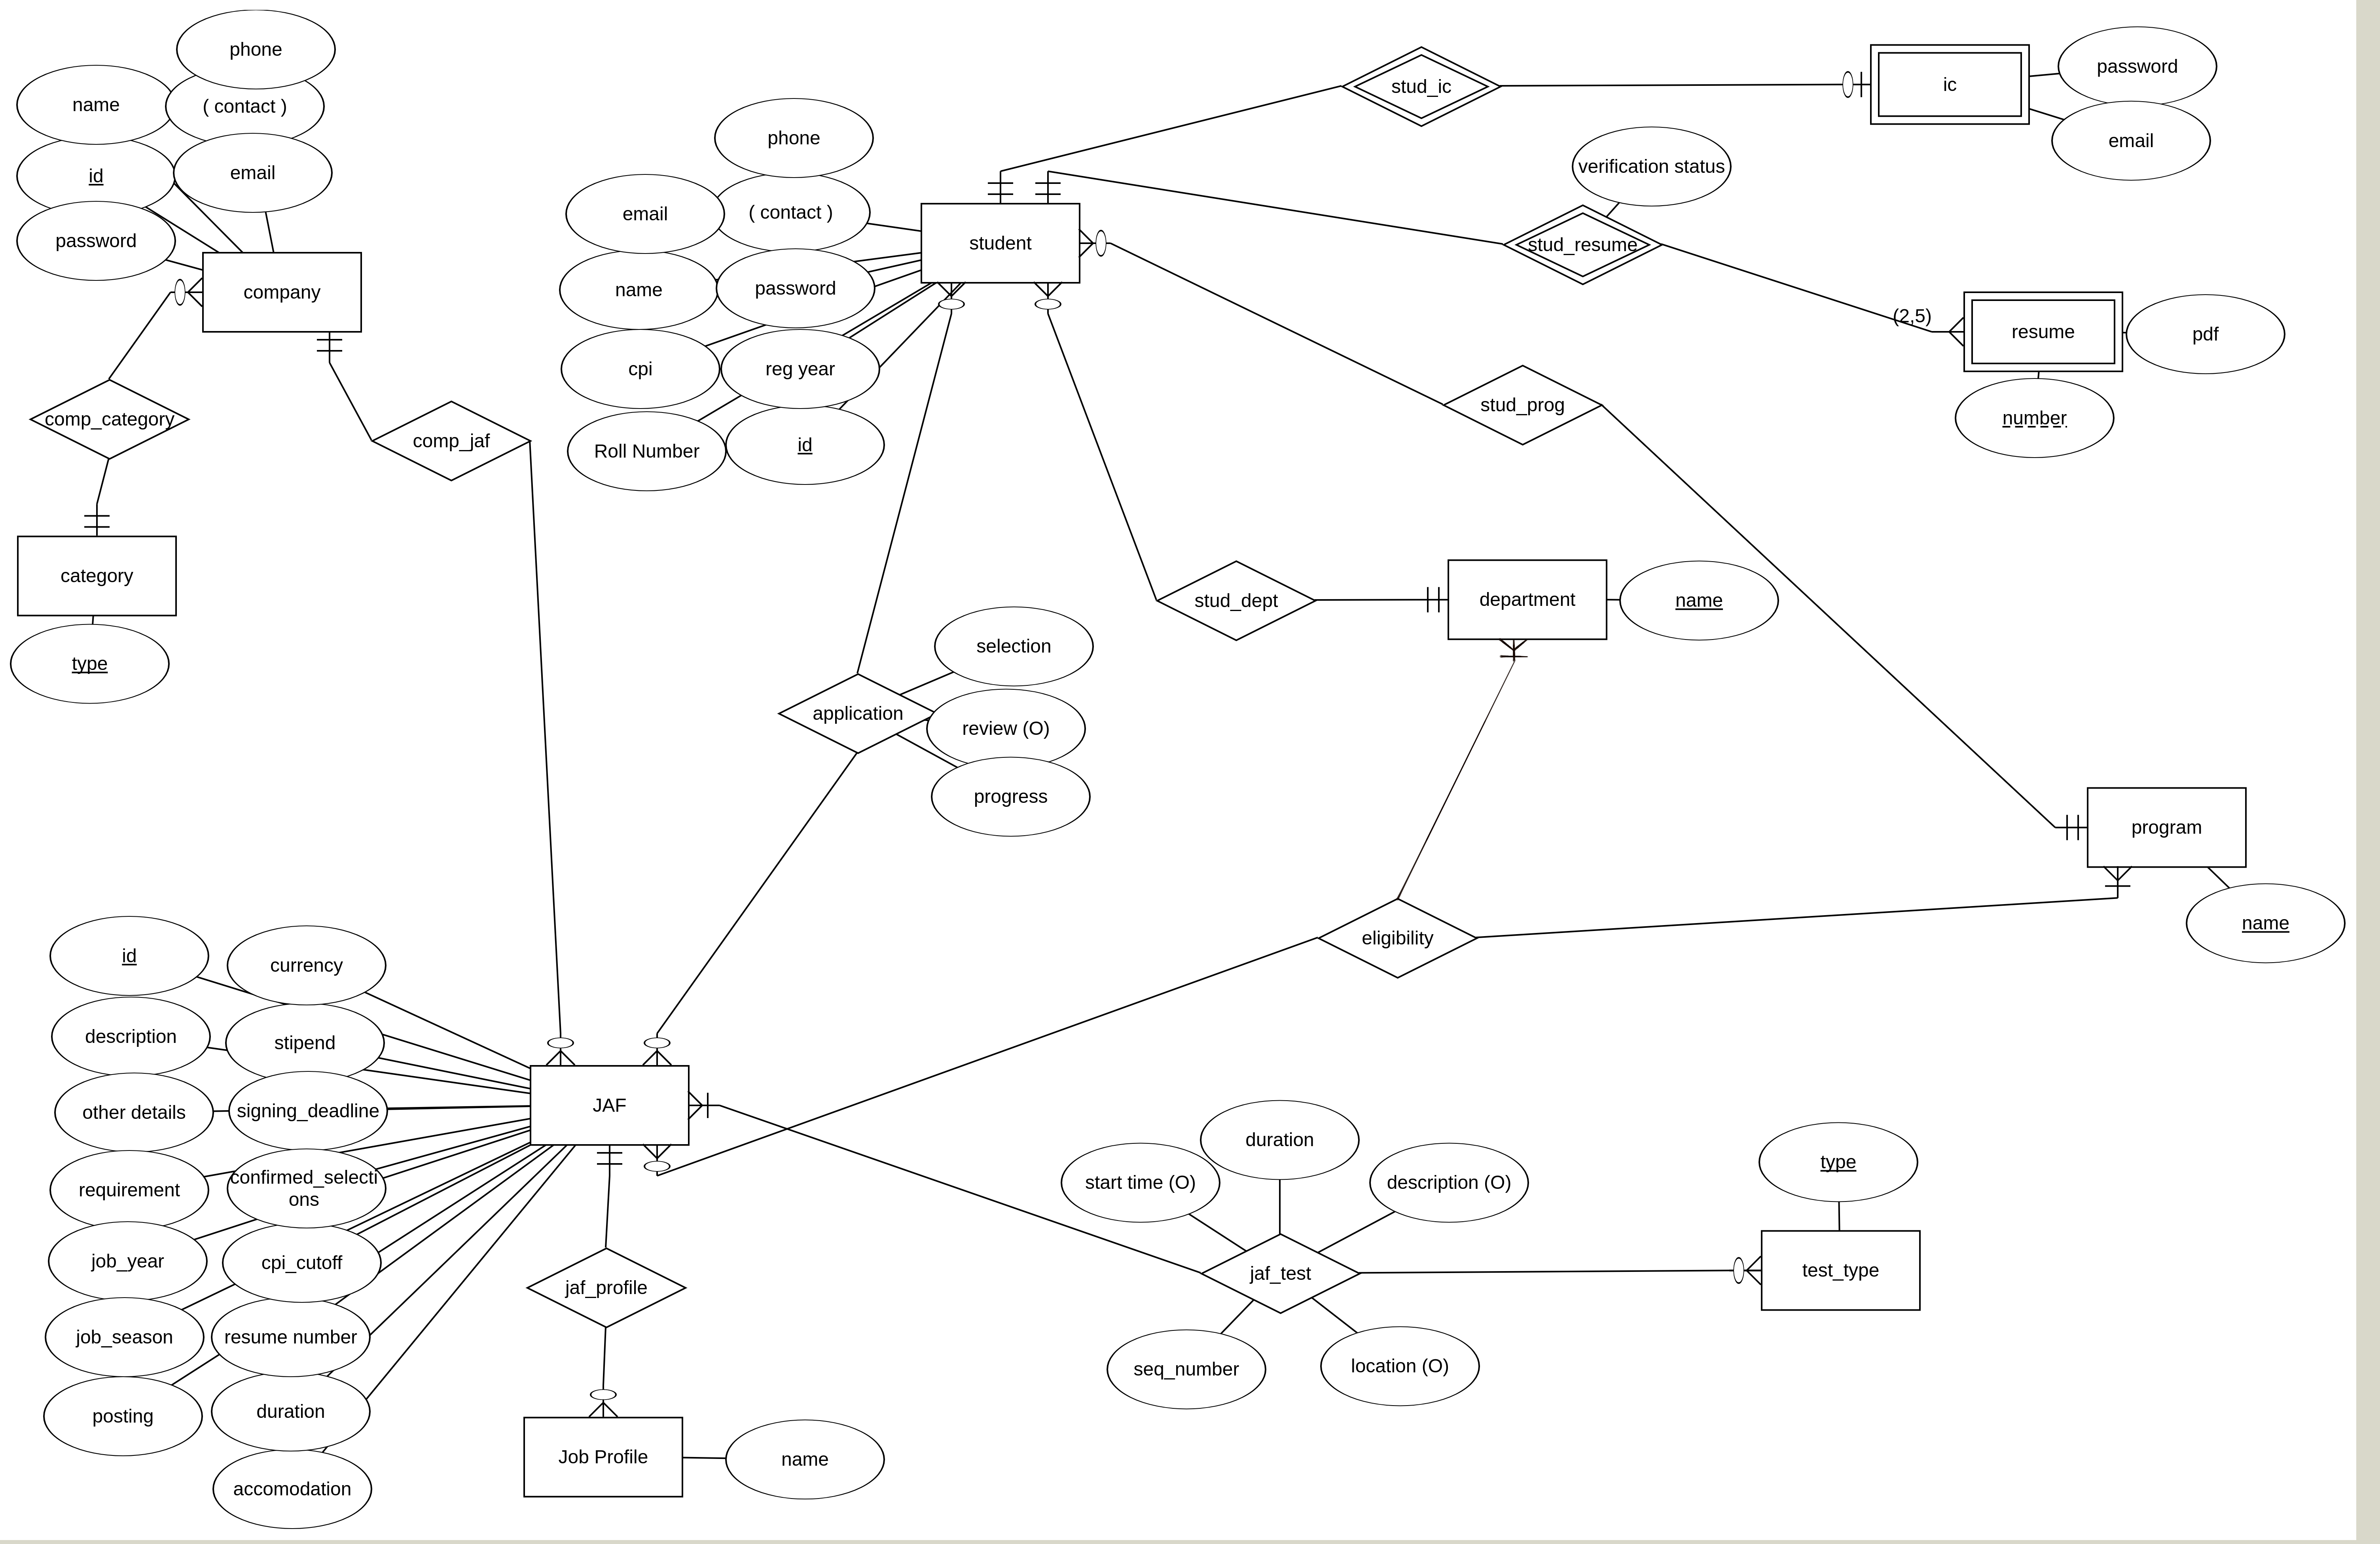 phone
name
( contact )
id
email
password
company
comp_category
comp_jaf
category
type
phone
email
( contact )
name
password
cpi
reg year
Roll Number
id
student
stud_ic
ic
password
email
verification status
stud_resume
(2,5)
resume
pdf
number
stud_prog
stud_dept
department
name
selection
application
review (O)
progress
program
name
eligibility
id
currency
description
stipend
other details
signing_deadline
requirement
confirmed_selecti
ons
job_year
cpi_cutoff
job_season
resume number
posting
duration
accomodation
JAF
jaf_profile
Job Profile
name
duration
start time (O)
description (O)
jaf_test
seq_number
location (O)
type
test_type